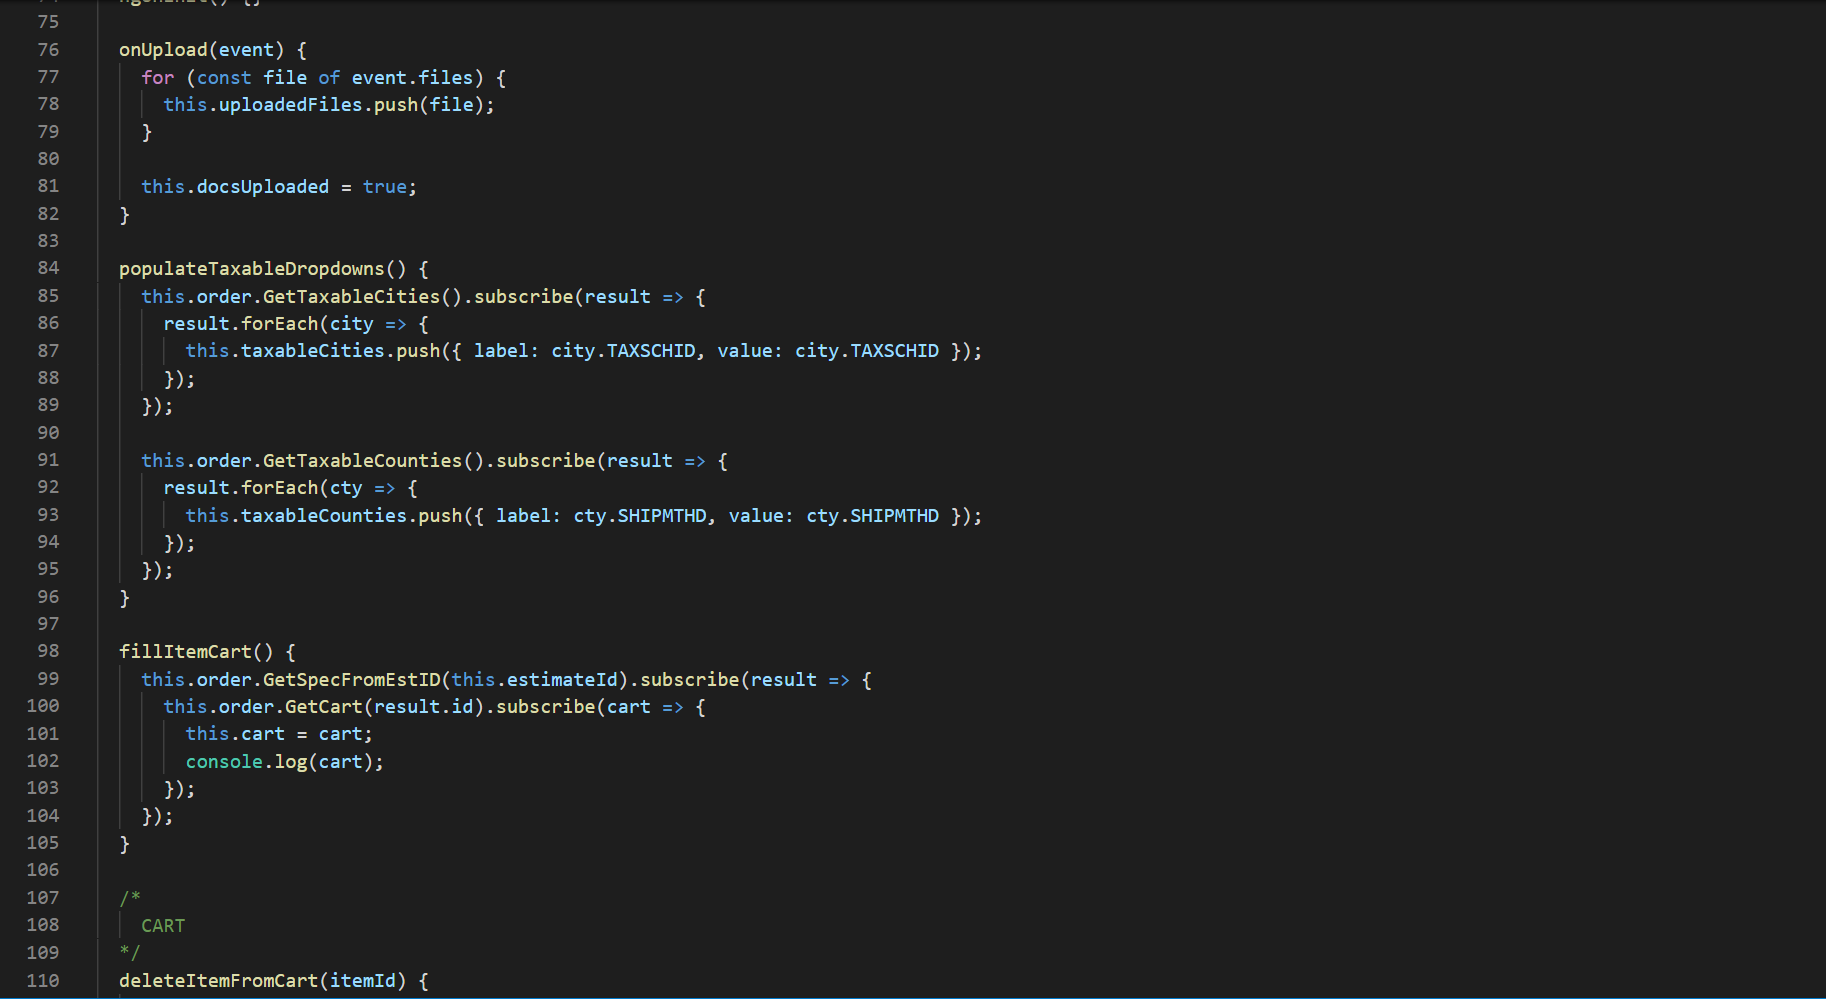 75
76 onUpload(event) {
77 for (const file of event.files) {
78 this.uploadedFiles.push(file);
79 }
80
81 this.docsUploaded = true;
82 }
83
84 populateTaxableDropdowns() {
85 this.order.GetTaxableCities().subscribe(result => {
86 result.forEach(city => {
87 this.taxableCities.push({ label: city.TAXSCHID, value: city.TAXSCHID });
88 });
89 });
90
91 this.order.GetTaxableCounties().subscribe(result => {
92 result.forEach(cty => {
93 this.taxableCounties.push({ label: cty.SHIPMTHD, value: cty.SHIPMTHD });
94 });
95 });
96 }
97
98 fillItemCart() {
99 this.order.GetSpecFromEstID(this.estimateId).subscribe(result => {
100 this.order.GetCart(result.id).subscribe(cart => {
101 this.cart = cart;
102 console.log(cart);
103 });
104 });
105 }
106
107 /*
108 CART
109 */
110 deleteItemFromCart(itemId) {